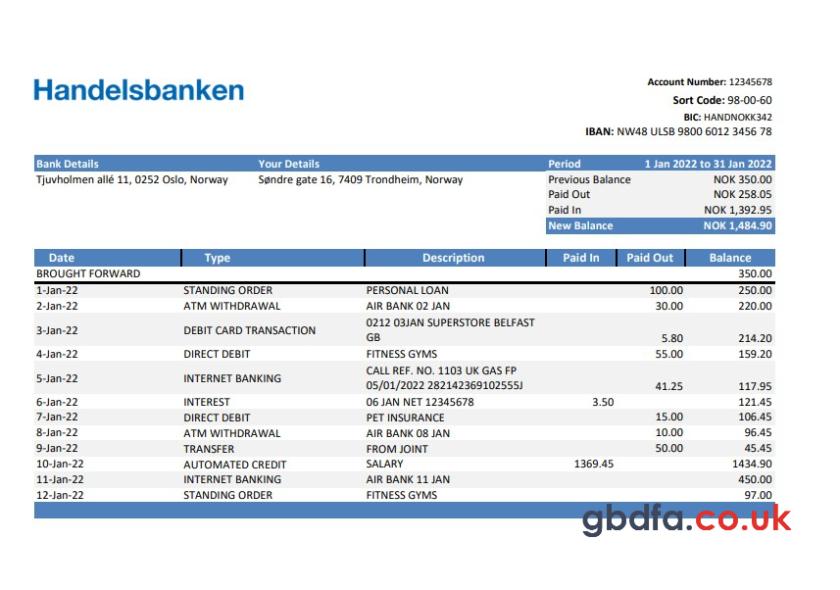 Handelsbanken
Account Number: 12345678
Sort Code: 98-00-60
BIC: HANDNOKK342
IBAN: NW48 ULSB 9800 6012 3456 78
Bank Details Your Details Period 1 Jan 2022 to 31 Jan 2022
Tjuvholmen allé 11, 0252 Oslo, Norway Søndre gate 16, 7409 Trondheim, Norway Previous Balance NOK 350.00
Paid Out NOK 258.05
Paid In NOK 1,392.95
New Balance NOK 1,484.90
Date Type Description Paid In Paid Out Balance
BROUGHT FORWARD 350.00
1-Jan-22 STANDING ORDER PERSONAL LOAN 100.00 250.00
2-Jan-22 ATM WITHDRAWAL AIR BANK 02 JAN 30.00 220.00
3-Jan-22 DEBIT CARD TRANSACTION 0212 03JAN SUPERSTORE BELFAST
GB 5.80 214.20
4-Jan-22 DIRECT DEBIT FITNESS GYMS 55.00 159.20
5-Jan-22 INTERNET BANKING CALL REF. NO. 1103 UK GAS FP
05/01/2022 282142369102555J 41.25 117.95
6-Jan-22 INTEREST 06 JAN NET 12345678 3.50 121.45
7-Jan-22 DIRECT DEBIT PET INSURANCE 15.00 106.45
8-Jan-22 ATM WITHDRAWAL AIR BANK 08 JAN 10.00 96.45
9-Jan-22 TRANSFER FROM JOINT 50.00 45.45
10-Jan-22 AUTOMATED CREDIT SALARY 1369.45 1434.90
11-Jan-22 INTERNET BANKING AIR BANK 11 JAN 450.00
12-Jan-22 STANDING ORDER FITNESS GYMS 97.00
gbdfa.co.uk